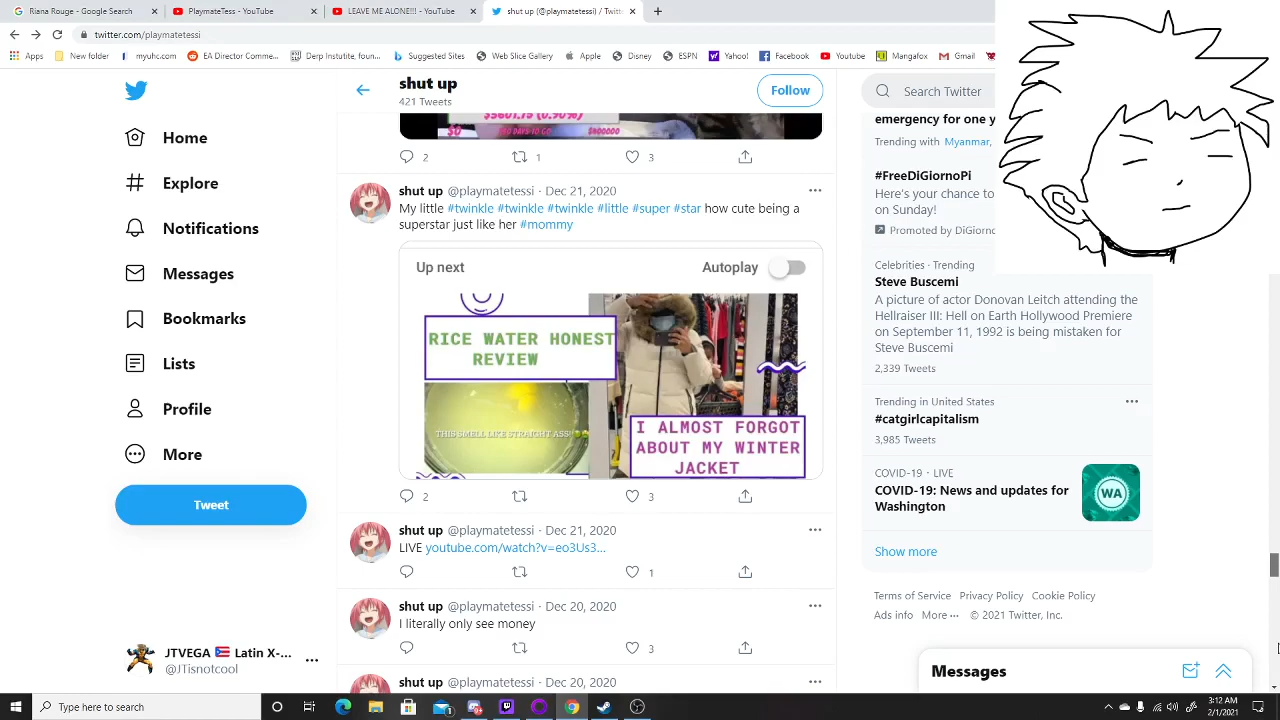 Riana Rouge - Google Search
PlaymateTess - YouTube
LEAVE ME ALONE!!! - YouTube
shut up (@playmatetessi) / Twitt
twitter.com/playmatetessi
Apps
New folder
myuhc.com
EA Director Comme...
Derp-Instutite, foun...
Suggested Sites
Web Slice Gallery
Apple
Disney
ESPN
Yahoo!
Facebook
Youtube
Mangafox
Gmail
Home
Explore
Notifications
Messages
Bookmarks
Lists
Profile
More
Tweet
JTVEGA 🇵🇷 Latin X-...
@JTisnotcool
shut up
421 Tweets
Follow
$5601.75 (0.90%)
$0
30 DAYS TO GO
2
1
3
shut up @playmatetessi · Dec 21, 2020
My little #twinkle #twinkle #twinkle #little #super #star how cute being a
superstar just like her #mommy
Up next
Autoplay
RICE WATER HONEST
REVIEW
THIS SMELL LIKE STRAIGHT ASS!!
I ALMOST FORGOT
ABOUT MY WINTER
JACKET
2
3
shut up @playmatetessi · Dec 21, 2020
LIVE youtube.com/watch?v=eo3Us3...
1
shut up @playmatetessi · Dec 20, 2020
I literally only see money
3
shut up @playmatetessi · Dec 20, 2020
Search Twitter
emergency for one y
Trending with Myanmar,
#FreeDiGiornoPi
Here's your chance to
on Sunday!
Promoted by DiGiorno
Celebrities · Trending
Steve Buscemi
A picture of actor Donovan Leitch attending the
Hellraiser III: Hell on Earth Hollywood Premiere
on September 11, 1992 is being mistaken for
Steve Buscemi
2,339 Tweets
Trending in United States
#catgirlcapitalism
3,985 Tweets
COVID-19 · LIVE
COVID-19: News and updates for
Washington
WA
Show more
Terms of Service
Privacy Policy
Cookie Policy
Ads info
More ···
© 2021 Twitter, Inc.
Messages
Type here to search
3:12 AM
2/1/2021